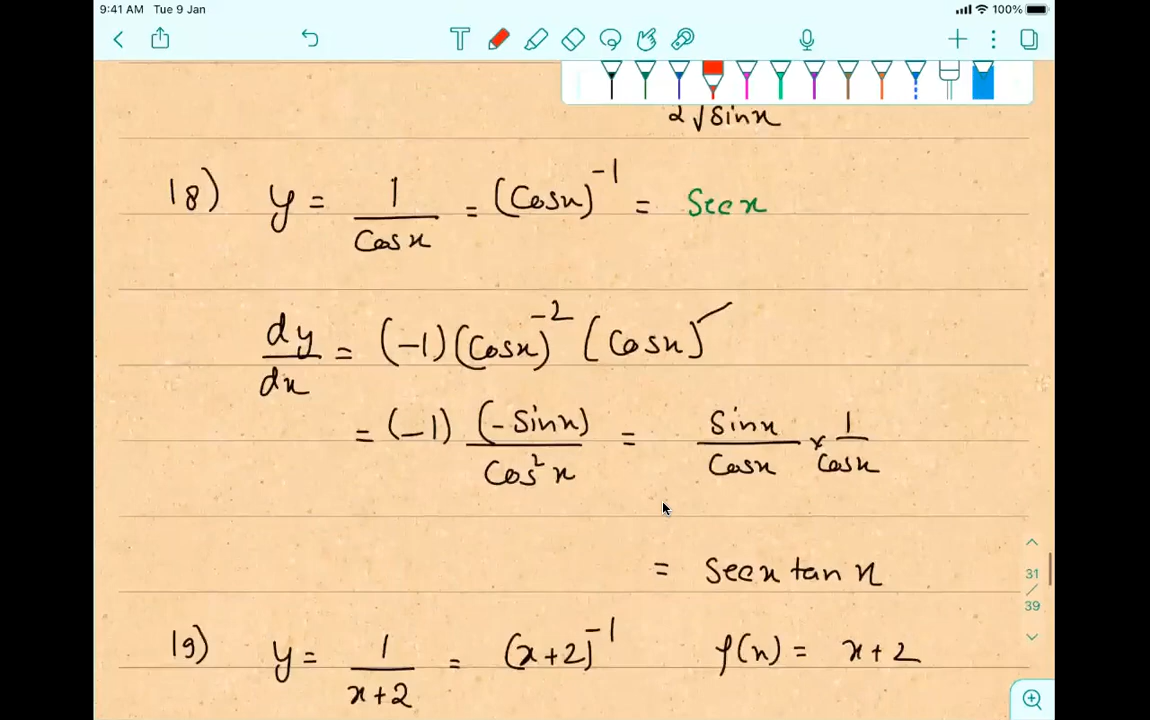 9:41 AM Tue 9 Jan 100%
2√sinx
18) y = 1/Cosx = (Cosx)^-1 = Secx
dy/dx = (-1)(Cosx)^-2 (Cosx)′
= (-1) (-Sinx)/Cos²x = Sinx/Cosx × 1/Cosx
= Secx tanx
31
/
39
19) y = 1/x+2 = (x+2)^-1 f(x) = x+2